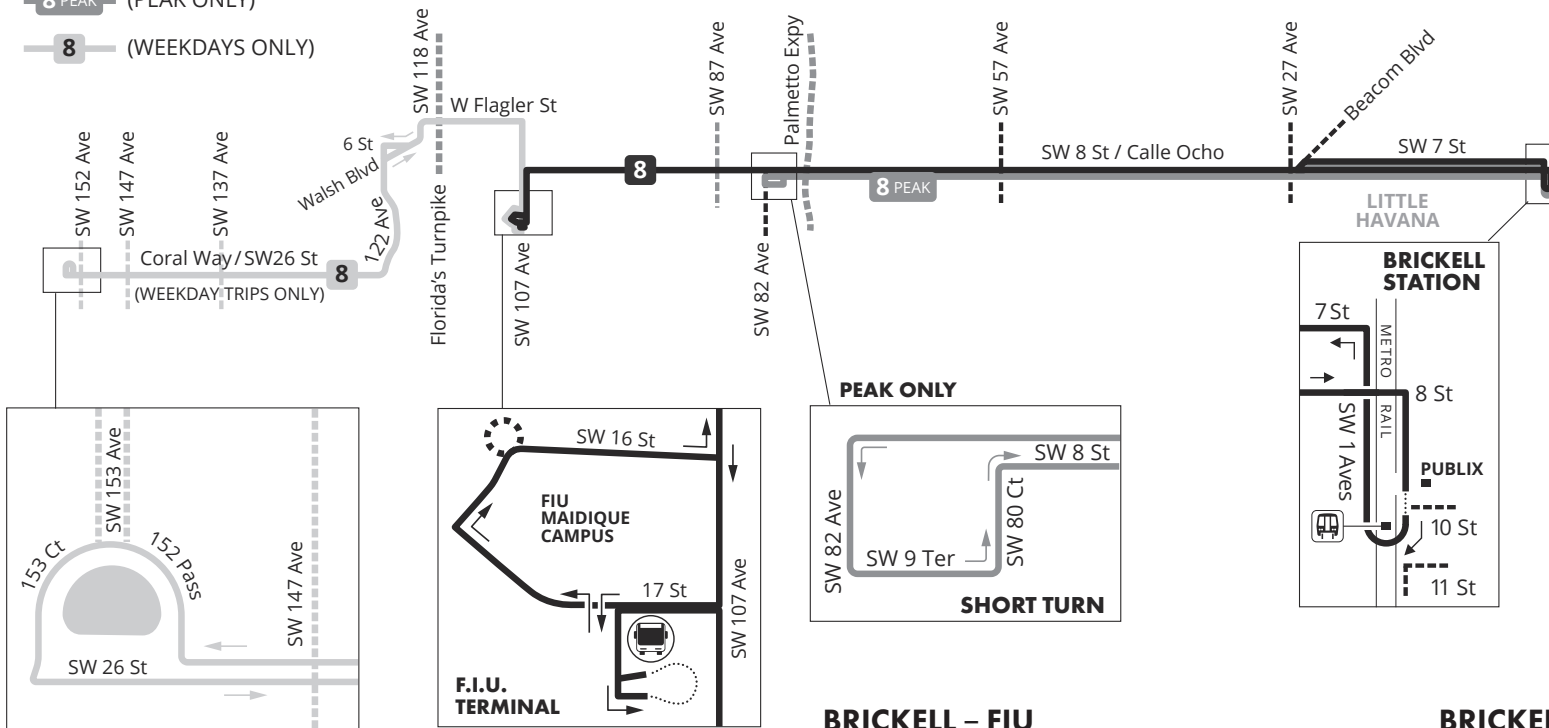 8 PEAK (PEAK ONLY)
8 (WEEKDAYS ONLY)
SW 118 Ave
W Flagler St
SW 87 Ave
Palmetto Expy
SW 57 Ave
SW 27 Ave
Beacom Blvd
SW 152 Ave
SW 147 Ave
SW 137 Ave
6 St
Walsh Blvd
122 Ave
Florida's Turnpike
8
SW 8 St / Calle Ocho
SW 7 St
8 PEAK
LITTLE
HAVANA
Coral Way / SW26 St
8
(WEEKDAY TRIPS ONLY)
SW 107 Ave
SW 82 Ave
BRICKELL
STATION
7 St
METRO
RAIL
8 St
SW 1 Aves
PUBLIX
10 St
11 St
PEAK ONLY
SW 8 St
SW 82 Ave
SW 80 Ct
SW 9 Ter
SHORT TURN
SW 16 St
FIU
MAIDIQUE
CAMPUS
17 St
SW 107 Ave
F.I.U.
TERMINAL
SW 153 Ave
153 Ct
152 Pass
SW 147 Ave
SW 26 St
BRICKELL – FIU
BRICKEL